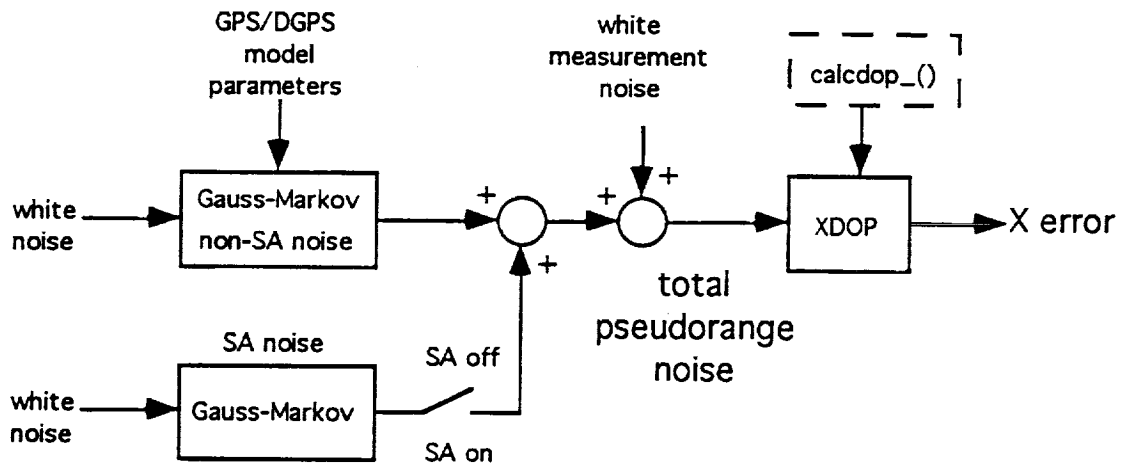 GPS/DGPS
model
parameters
white
measurement
noise
calcdop_()
white
noise
Gauss-Markov
non-SA noise
+
+
+
+
XDOP
X error
total
pseudorange
noise
SA noise
white
noise
Gauss-Markov
SA off
SA on